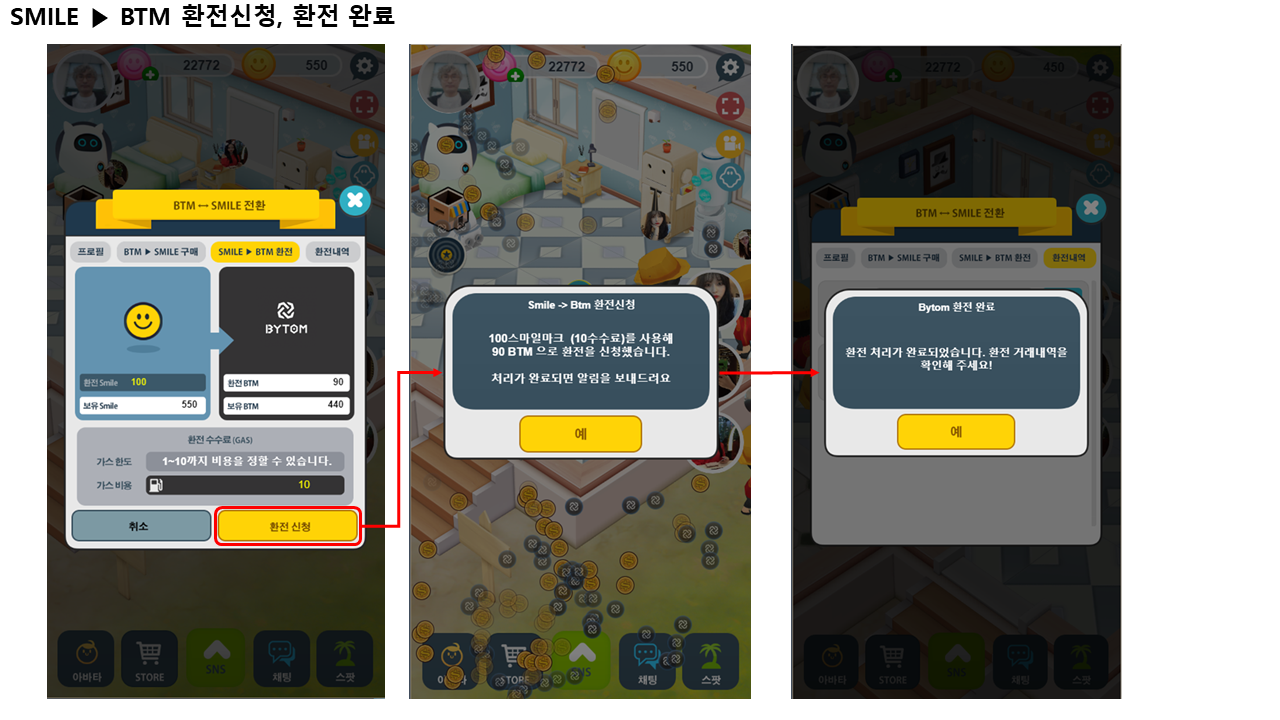 SMILE ▶ BTM 환전신청, 환전 완료
22772
550
BTM ↔ SMILE 전환
프로필
BTM ▶ SMILE 구매
SMILE ▶ BTM 환전
환전내역
BYTOM
환전 Smile 100
보유 Smile 550
환전 BTM 90
보유 BTM 440
환전 수수료 (GAS)
가스 한도 1~10까지 비용을 정할 수 있습니다.
가스 비용 10
취소
환전 신청
아바타
STORE
SNS
채팅
스팟
22772
550
Smile -> Btm 환전신청
100스마일마크 (10수수료)를 사용해
90 BTM 으로 환전을 신청했습니다.
처리가 완료되면 알림을 보내드려요
예
STORE
SNS
채팅
스팟
22772
450
BTM ↔ SMILE 전환
프로필
BTM ▶ SMILE 구매
SMILE ▶ BTM 환전
환전내역
Bytom 환전 완료
환전 처리가 완료되었습니다. 환전 거래내역을
확인해 주세요!
예
아바타
STORE
SNS
채팅
스팟